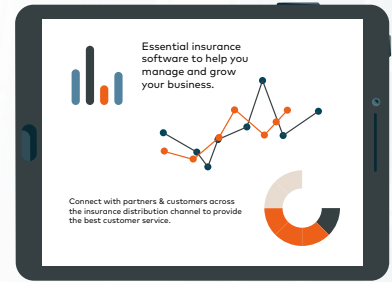 Essential insurance
software to help you
manage and grow
your business.
Connect with partners & customers across
the insurance distribution channel to provide
the best customer service.